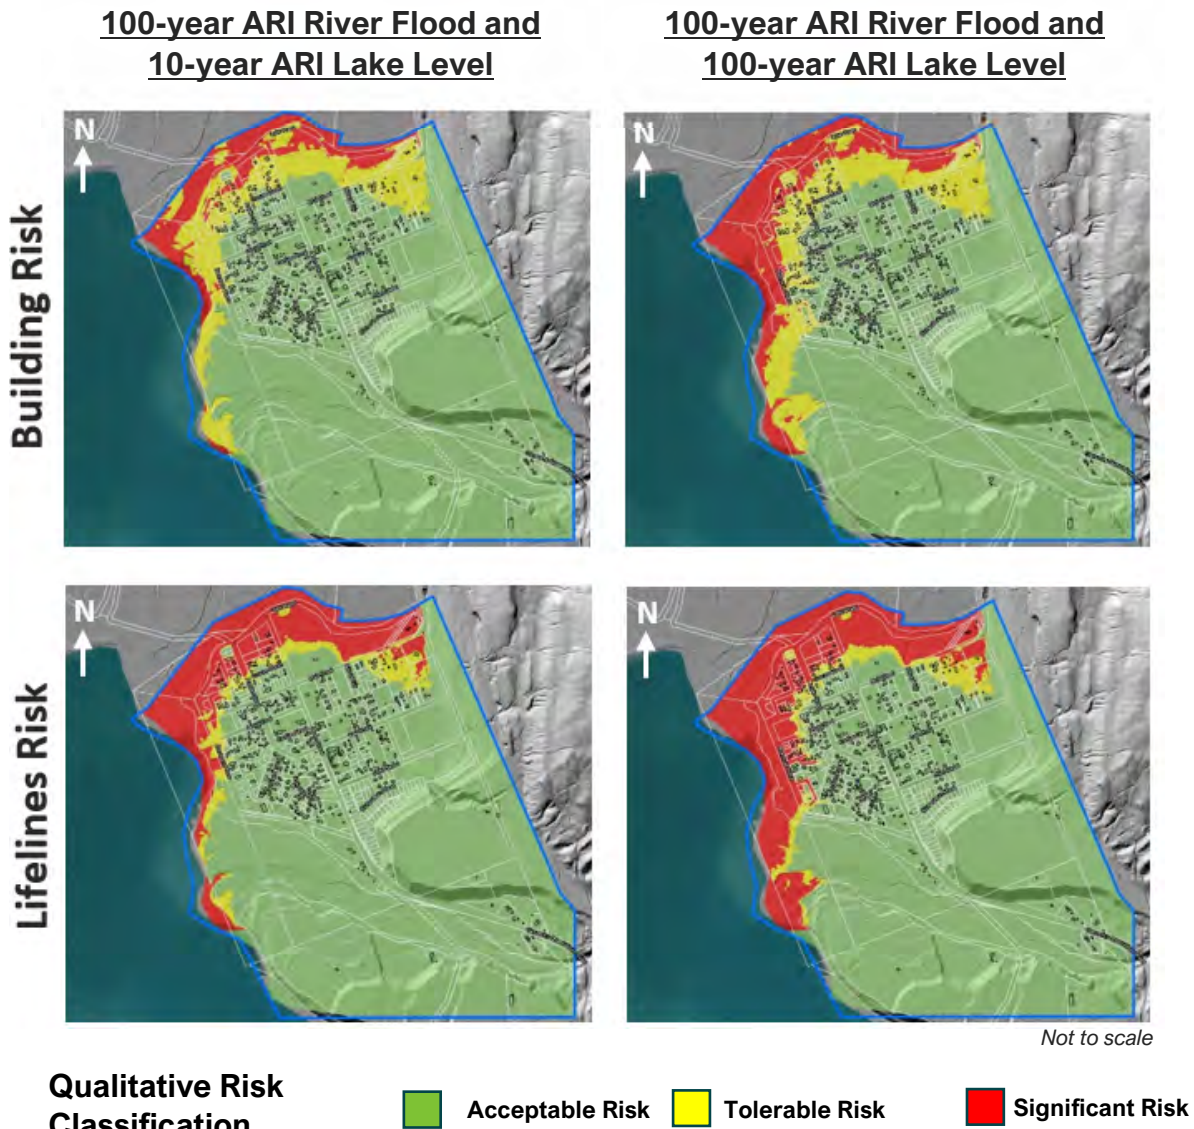 100-year ARI River Flood and
10-year ARI Lake Level
100-year ARI River Flood and
100-year ARI Lake Level
Building Risk
N
N
Lifelines Risk
N
N
Not to scale
Qualitative Risk
Classification
Acceptable Risk
Tolerable Risk
Significant Risk